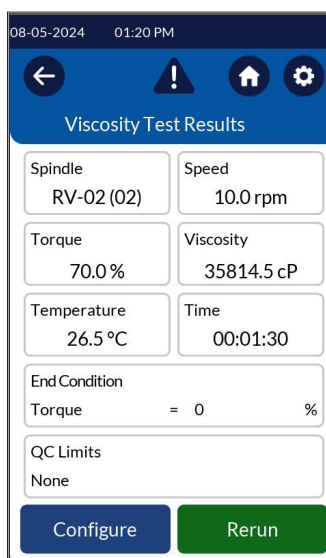 08-05-2024 01:20 PM
Viscosity Test Results
Spindle
RV-02 (02)
Speed
10.0 rpm
Torque
70.0 %
Viscosity
35814.5 cP
Temperature
26.5 °C
Time
00:01:30
End Condition
Torque = 0 %
QC Limits
None
Configure
Rerun